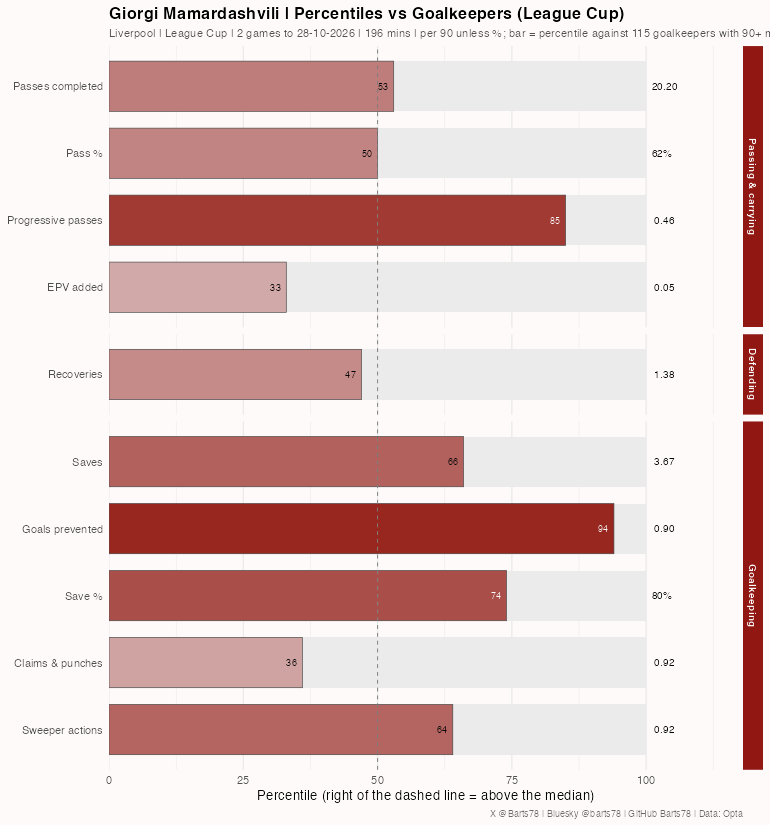 Giorgi Mamardashvili | Percentiles vs Goalkeepers (League Cup)
Liverpool | League Cup | 2 games to 28-10-2026 | 196 mins | per 90 unless %; bar = percentile against 115 goalkeepers with 90+
Passes completed 53 20.20
Pass % 50 62%
Progressive passes 85 0.46
EPV added 33 0.05
Passing & carrying
Recoveries 47 1.38
Defending
Saves 66 3.67
Goals prevented 94 0.90
Save % 74 80%
Claims & punches 36 0.92
Sweeper actions 64 0.92
Goalkeeping
0 25 50 75 100
Percentile (right of the dashed line = above the median)
X @Barts78 | Bluesky @barts78 | GitHub Barts78 | Data: Opta